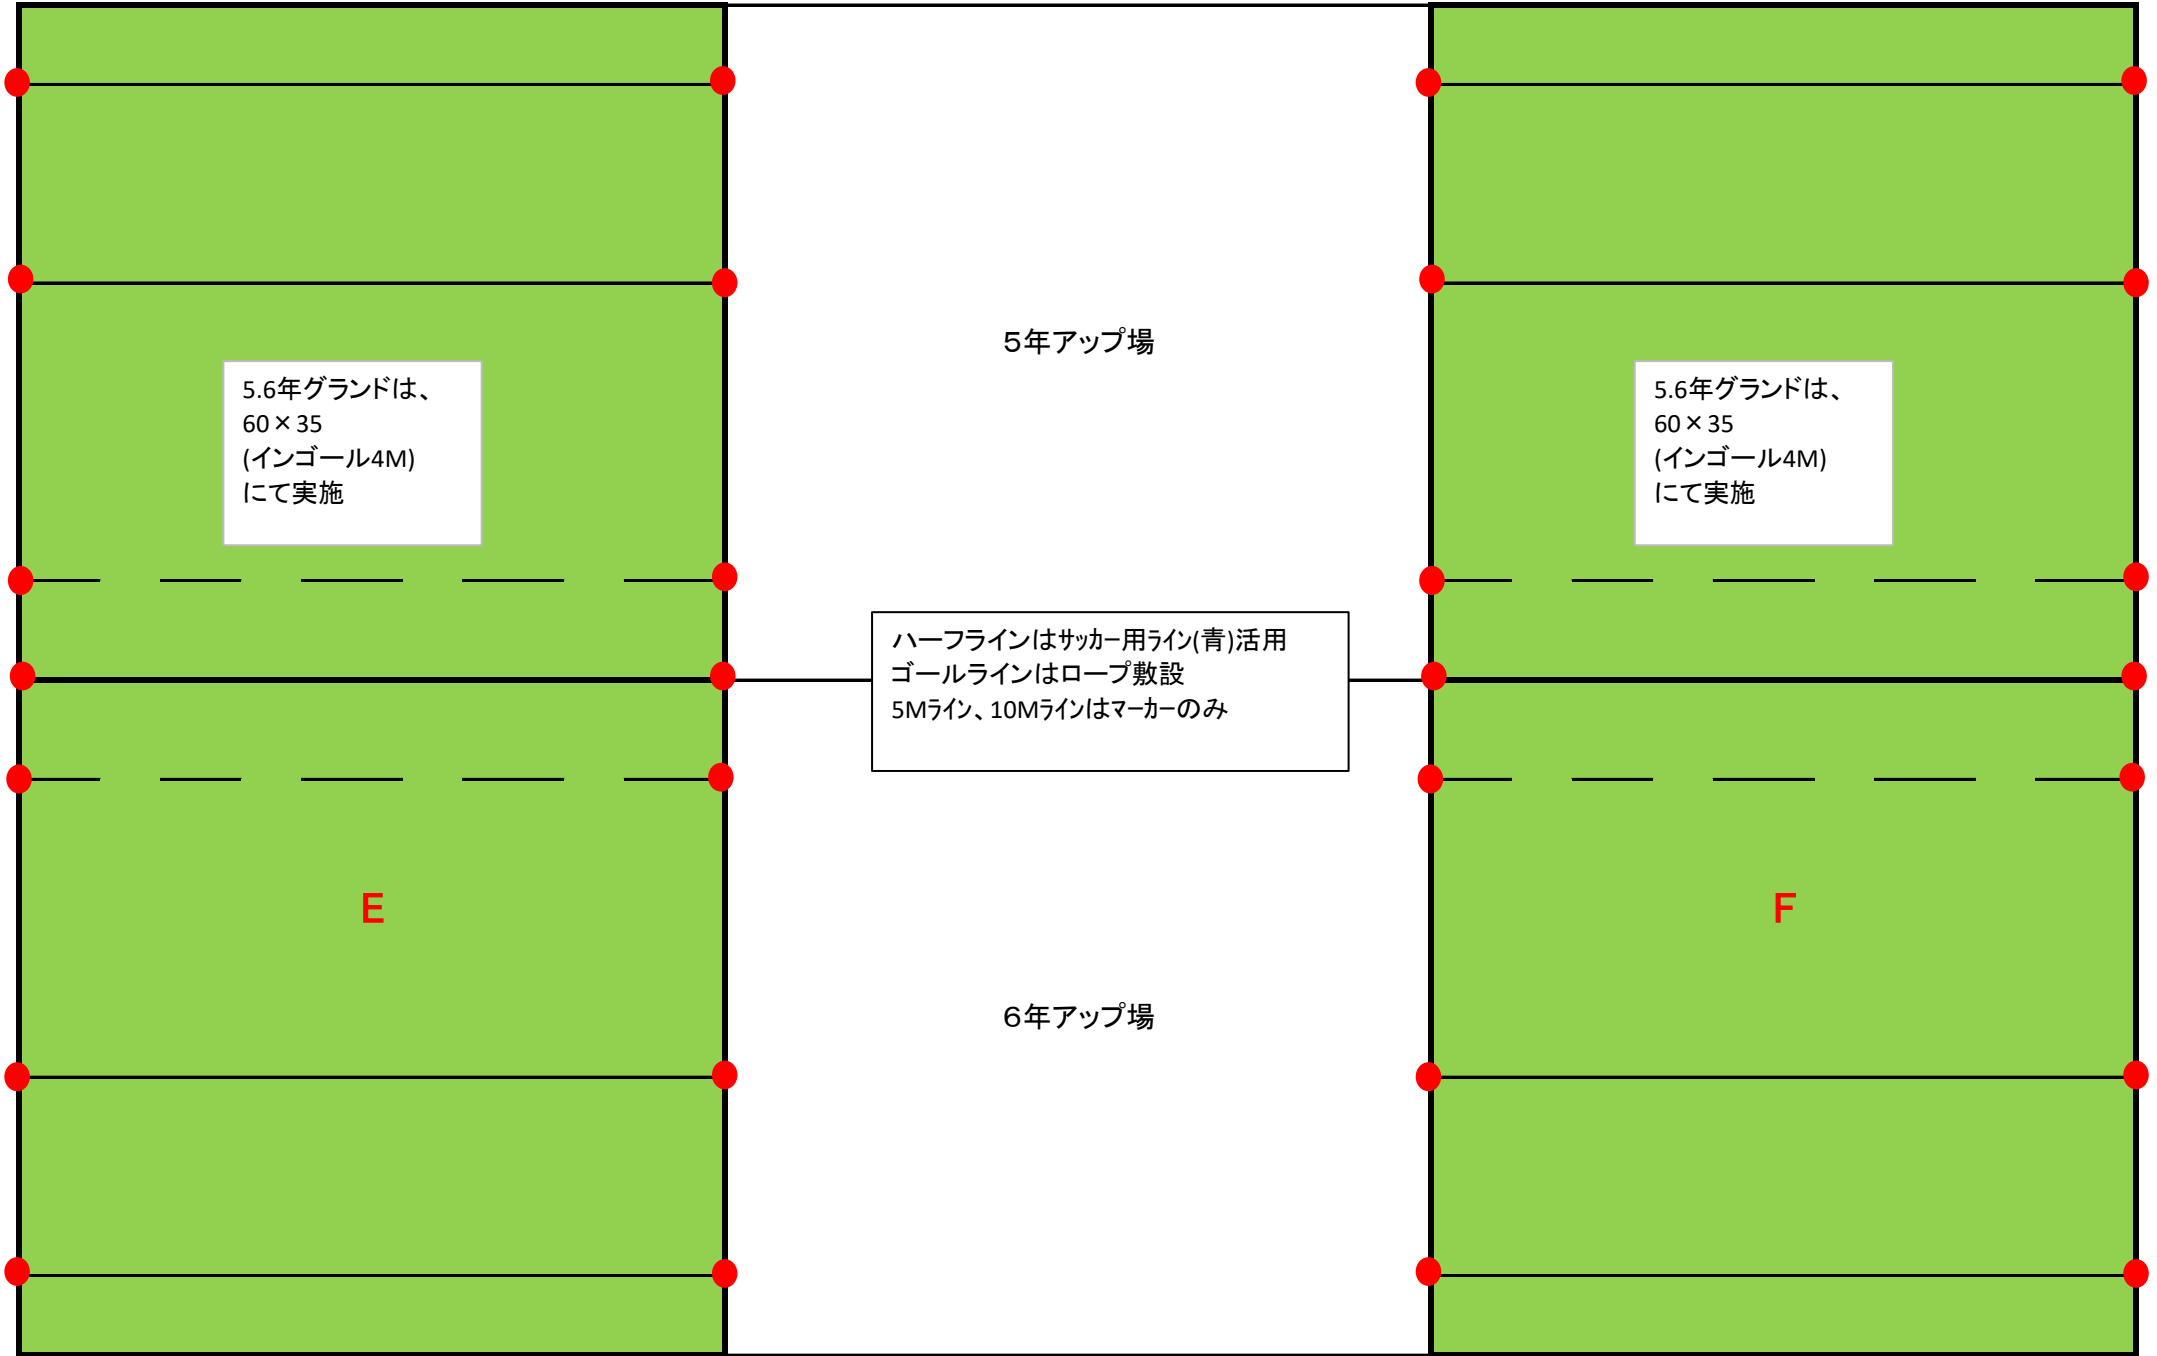 5年アップ場
5.6年グランドは、
60×35
(インゴール4M)
にて実施
5.6年グランドは、
60×35
(インゴール4M)
にて実施
ハーフラインはｻｯｶｰ用ﾗｲﾝ(青)活用
ゴールラインはロープ敷設
5Mﾗｲﾝ、10Mﾗｲﾝはﾏｰｶｰのみ
E
F
6年アップ場